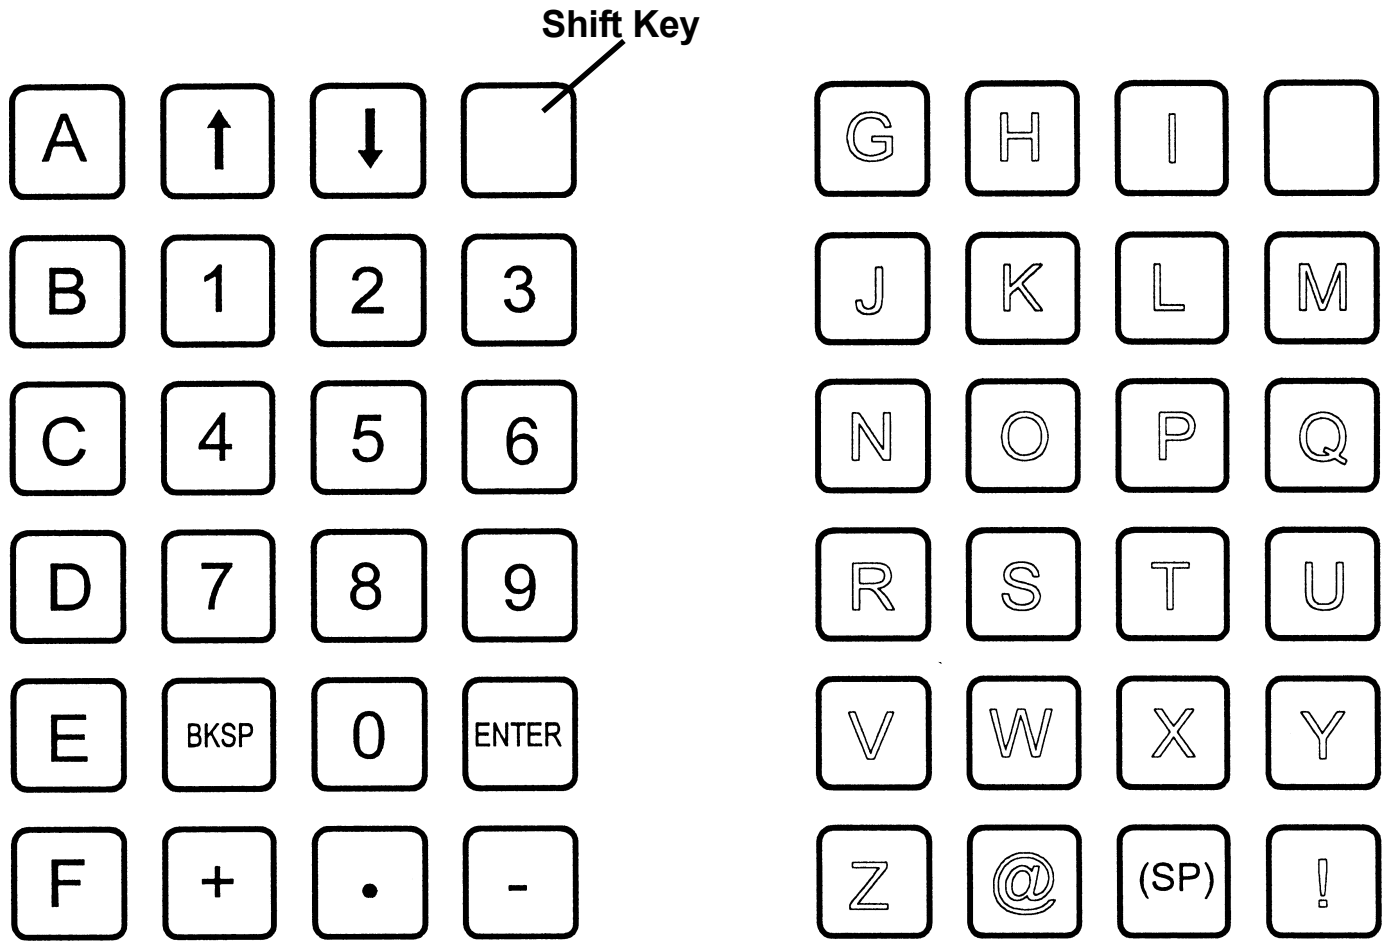 Shift Key
A ↑ ↓ G H I
B 1 2 3 J K L M
C 4 5 6 N O P Q
D 7 8 9 R S T U
E BKSP 0 ENTER V W X Y
F + . - Z @ (SP) !